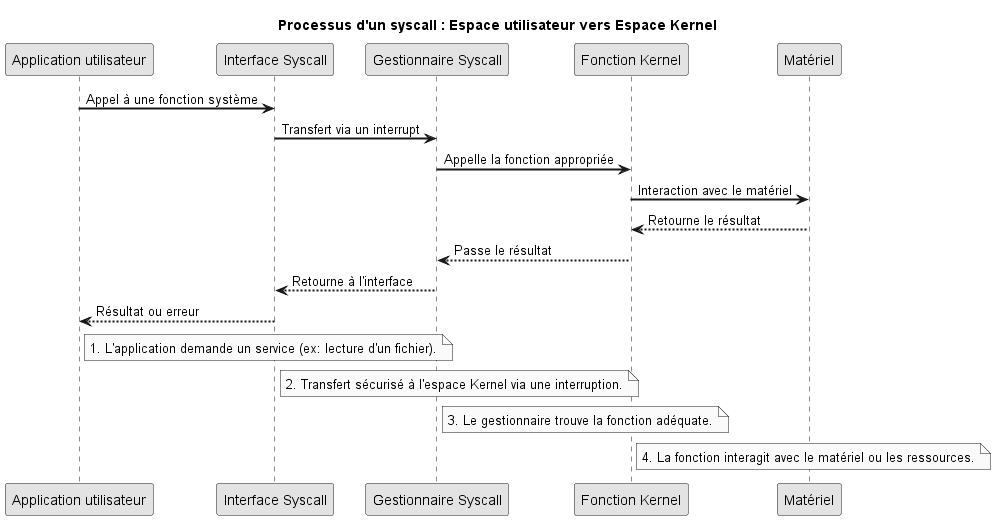 Processus d'un syscall : Espace utilisateur vers Espace Kernel
Application utilisateur
Interface Syscall
Gestionnaire Syscall
Fonction Kernel
Matériel
Appel à une fonction système
Transfert via un interrupt
Appelle la fonction appropriée
Interaction avec le matériel
Retourne le résultat
Passe le résultat
Retourne à l'interface
Résultat ou erreur
1. L'application demande un service (ex: lecture d'un fichier).
2. Transfert sécurisé à l'espace Kernel via une interruption.
3. Le gestionnaire trouve la fonction adéquate.
4. La fonction interagit avec le matériel ou les ressources.
Application utilisateur
Interface Syscall
Gestionnaire Syscall
Fonction Kernel
Matériel